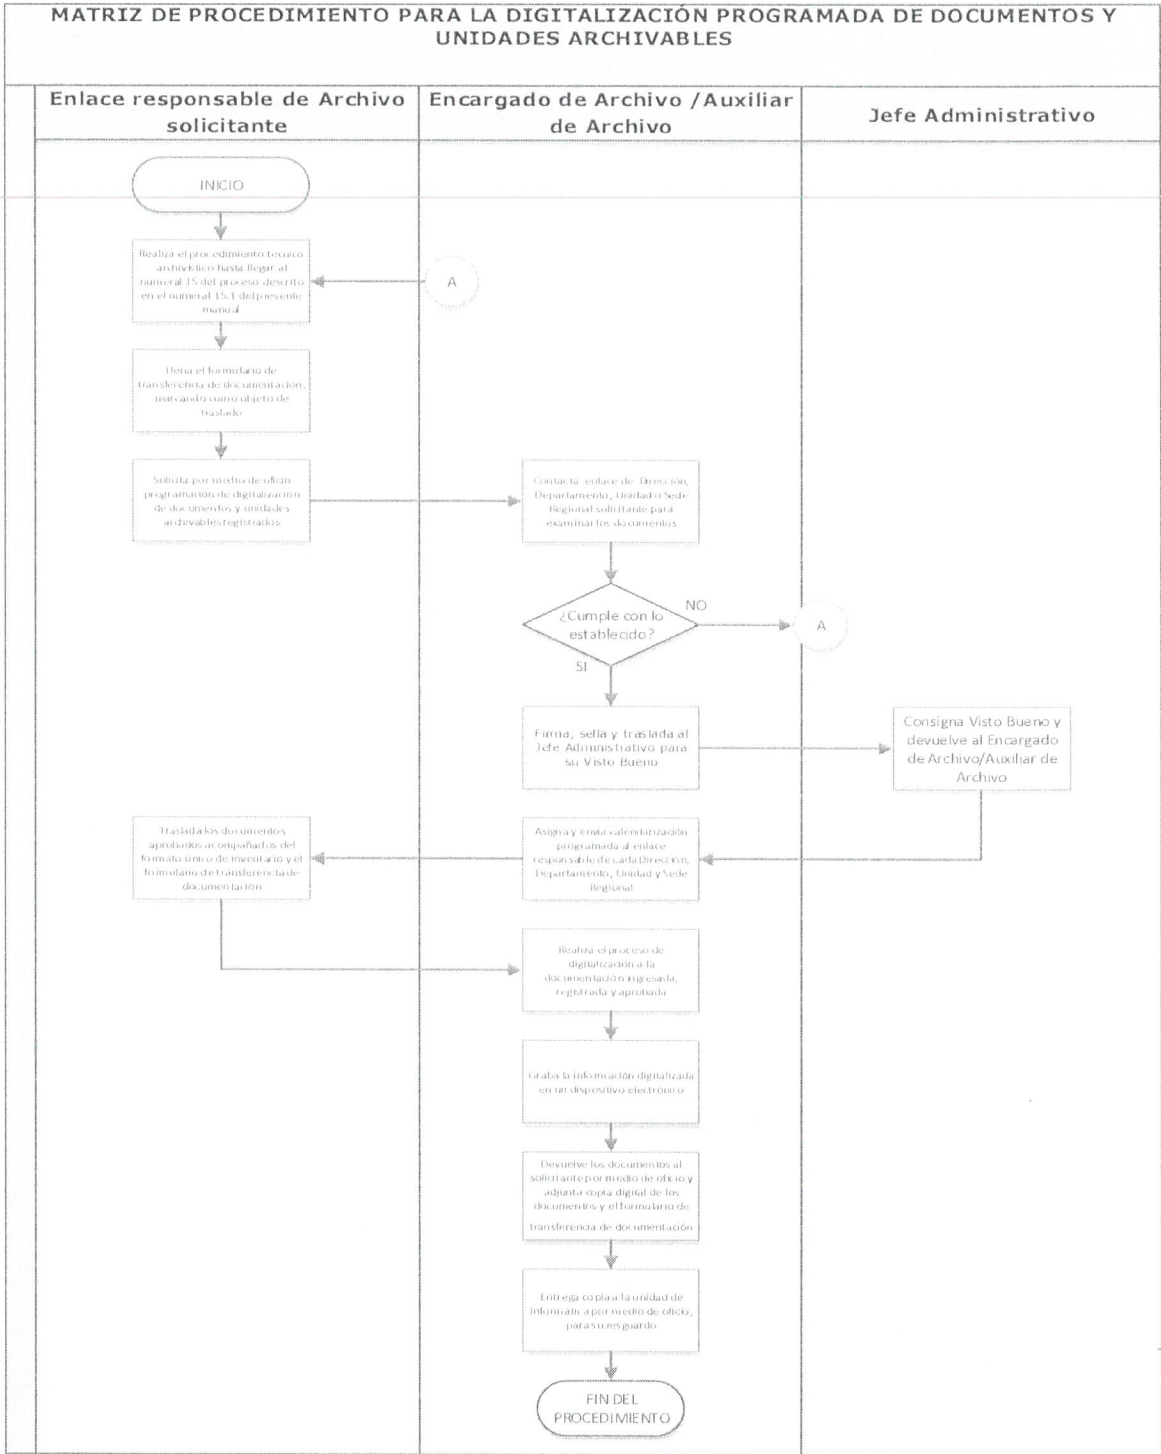 MATRIZ DE PROCEDIMIENTO PARA LA DIGITALIZACIÓN PROGRAMADA DE DOCUMENTOS Y
UNIDADES ARCHIVABLES
Enlace responsable de Archivo
solicitante
Encargado de Archivo /Auxiliar
de Archivo
Jefe Administrativo
INICIO
Realiza el procedimiento técnico
archivístico hasta llegar al
numeral 15 del proceso descrito
en el numeral 15.1 del presente
manual
A
Llena el formulario de
transferencia de documentación,
marcando como objeto de
traslado
Solicita por medio de oficio
programación de digitalización
de documentos y unidades
archivables registrados
Contacta enlace de Dirección,
Departamento, Unidad o Sede
Regional solicitante para
examinar los documentos
¿Cumple con lo
establecido?
NO
A
SI
Firma, sella y traslada al
Jefe Administrativo para
su Visto Bueno
Consigna Visto Bueno y
devuelve al Encargado
de Archivo/Auxiliar de
Archivo
Asigna y envía calendarización
programada al enlace
responsable de cada Dirección,
Departamento, Unidad y Sede
Regional
Traslada los documentos
aprobados acompañados del
formato único de inventario y el
formulario de transferencia de
documentación
Realiza el proceso de
digitalización a la
documentación ingresada,
registrada y aprobada
Graba la información digitalizada
en un dispositivo electrónico
Devuelve los documentos al
solicitante por medio de oficio y
adjunta copia digital de los
documentos y el formulario de
transferencia de documentación
Entrega copia a la unidad de
informática por medio de oficio,
para su resguardo
FIN DEL
PROCEDIMIENTO